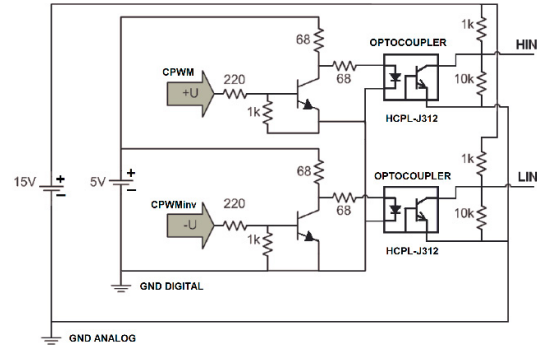 1k
OPTOCOUPLER
HIN
68
CPWM
68
10k
+U
220
1k
HCPL-J312
15V
5V
+
-
+
-
68
1k
OPTOCOUPLER
LIN
CPWMinv
220
68
10k
-U
1k
HCPL-J312
GND DIGITAL
GND ANALOG